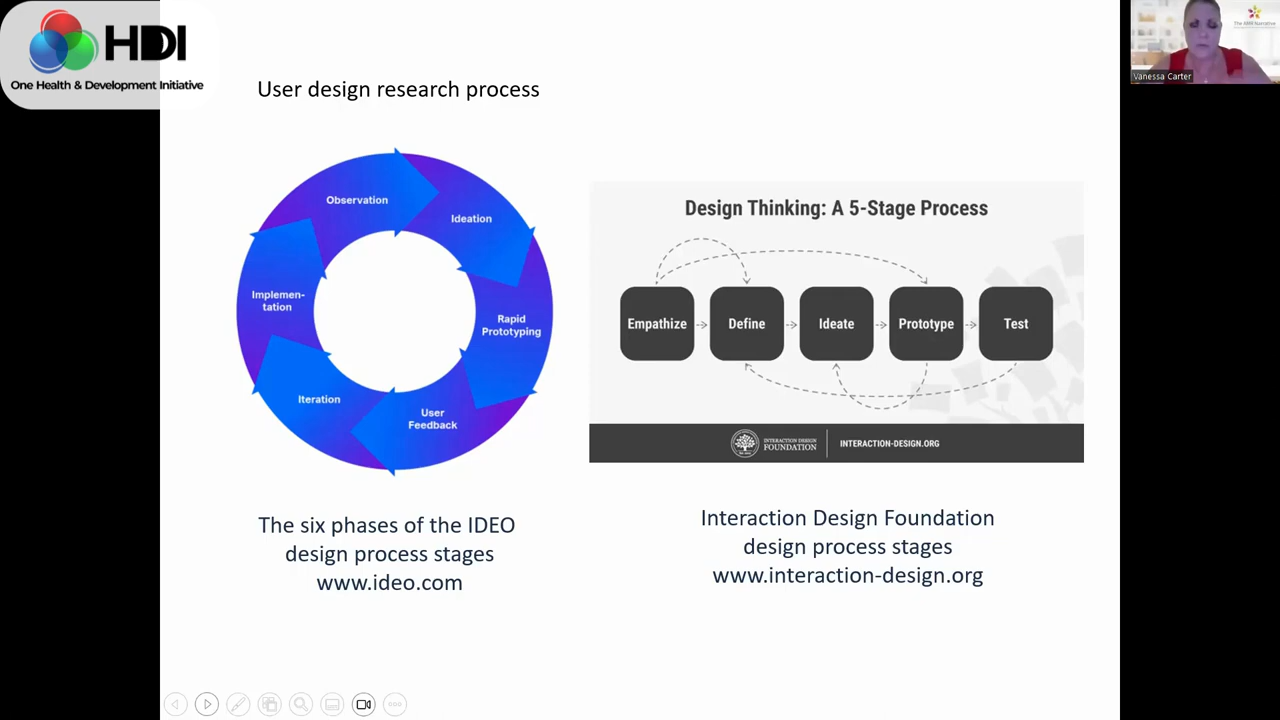 HDI
One Health & Development Initiative
User design research process
Observation
Ideation
Rapid
Prototyping
User
Feedback
Iteration
Implemen-
tation
The six phases of the IDEO
design process stages
www.ideo.com
Design Thinking: A 5-Stage Process
Empathize
Define
Ideate
Prototype
Test
INTERACTION DESIGN
FOUNDATION
INTERACTION-DESIGN.ORG
Interaction Design Foundation
design process stages
www.interaction-design.org
The AMR Narrative
Vanessa Carter